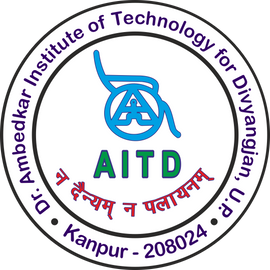 Dr. Ambedkar Institute of Technology for Divyangjan, U.P.
AITD
न दैन्यम् न पलायनम्
Kanpur - 208024